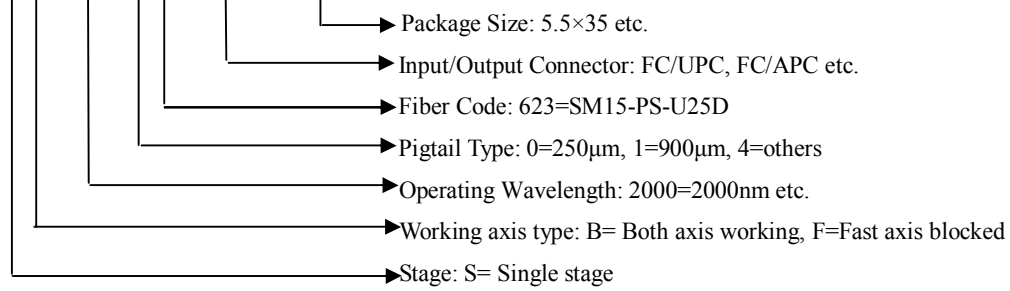 Package Size: 5.5×35 etc.
Input/Output Connector: FC/UPC, FC/APC etc.
Fiber Code: 623=SM15-PS-U25D
Pigtail Type: 0=250μm, 1=900μm, 4=others
Operating Wavelength: 2000=2000nm etc.
Working axis type: B= Both axis working, F=Fast axis blocked
Stage: S= Single stage